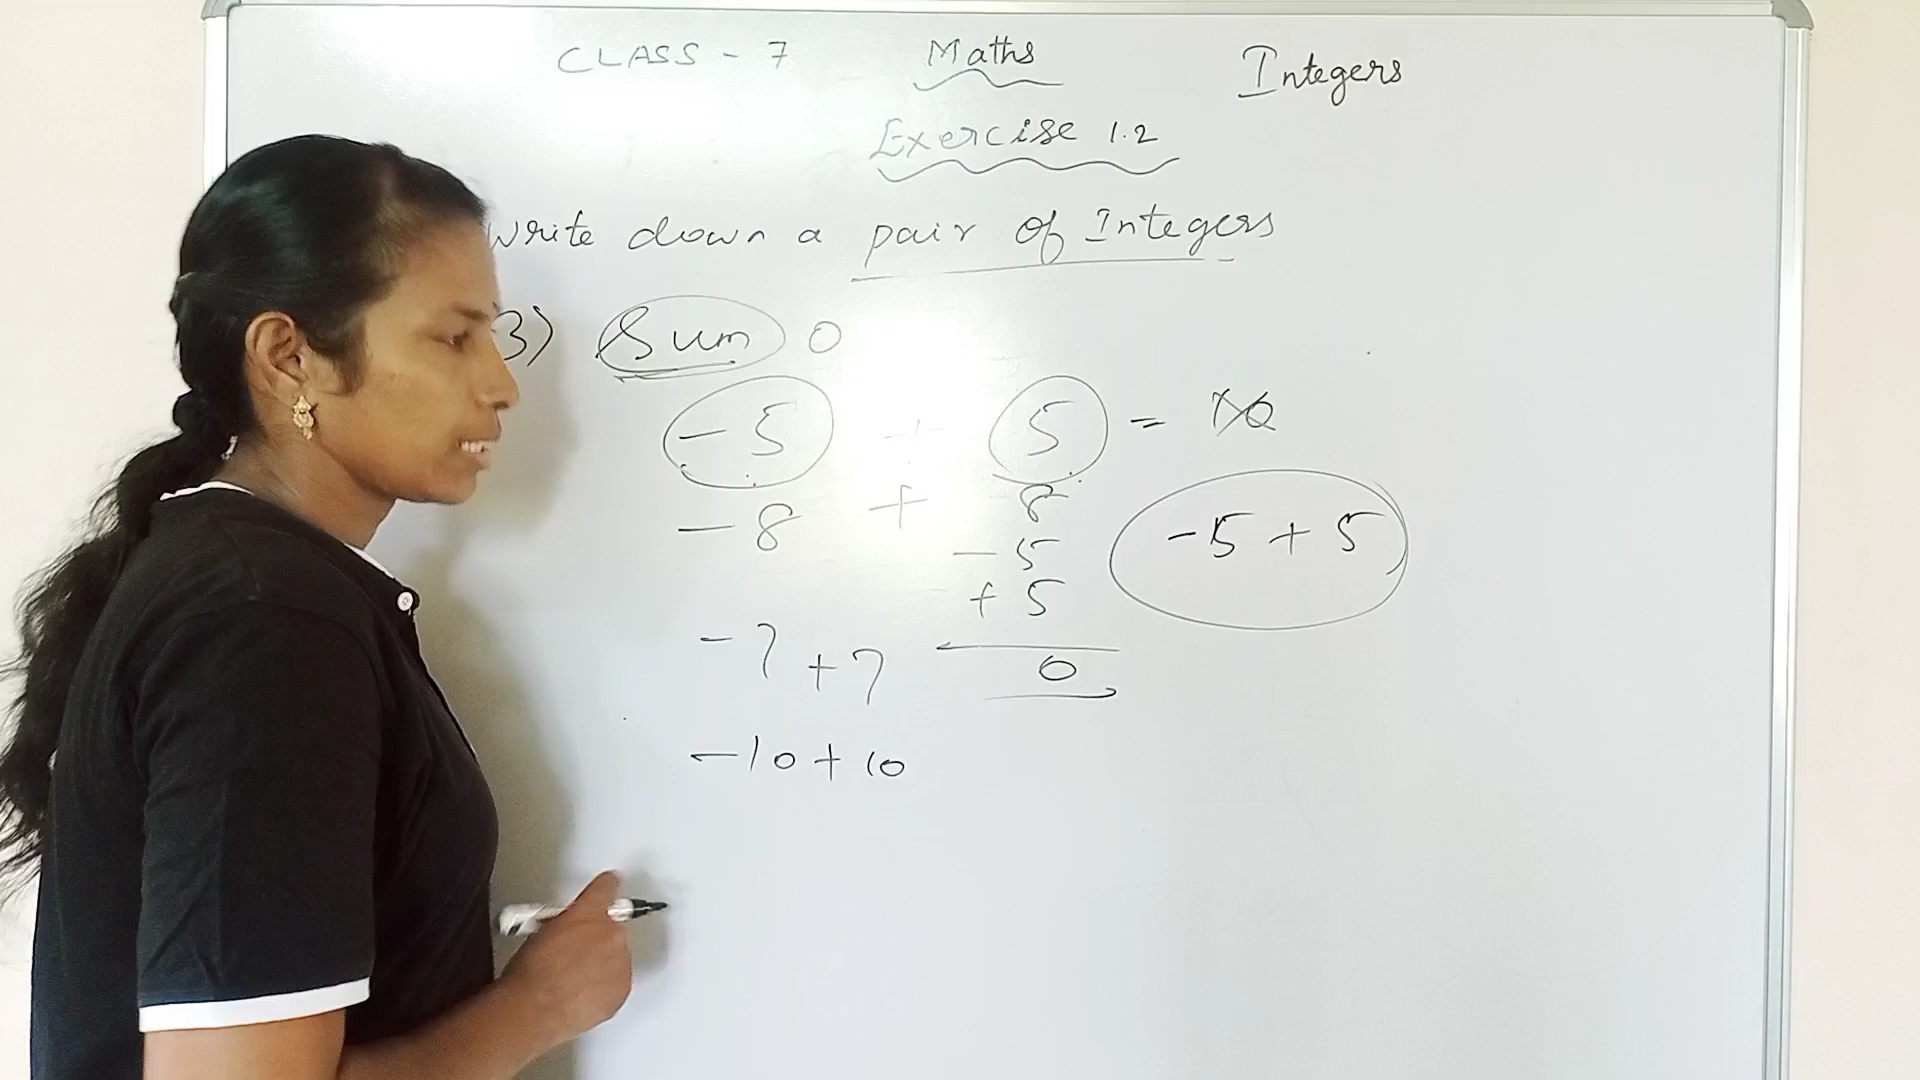 CLASS - 7 Maths Integers
Exercise 1.2
Write down a pair of Integers
3) Sum 0
-5 + 5 =
-8 + 8
-5 + 5
-5
+5
0
-7+7
-10+10